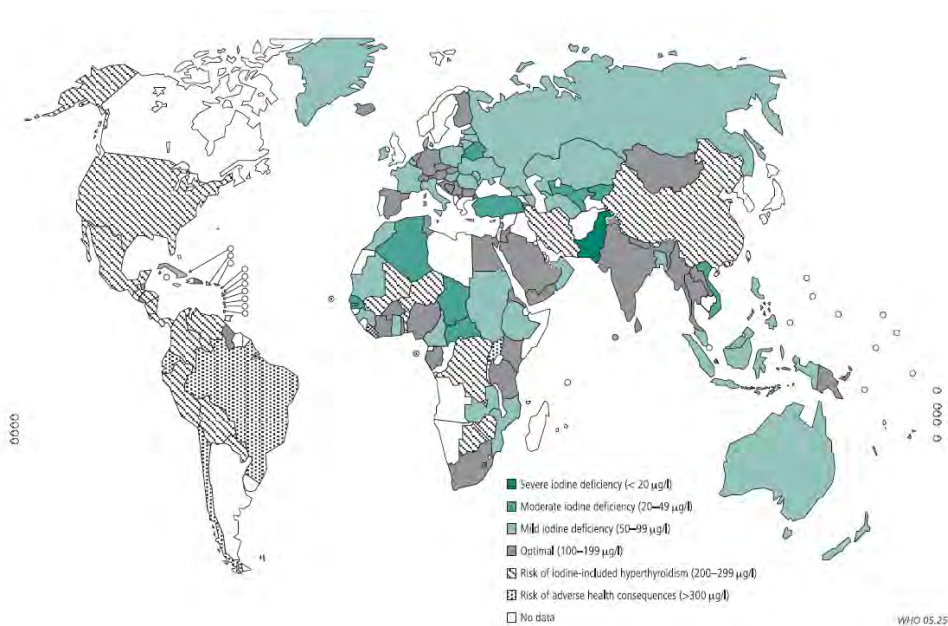 Severe iodine deficiency (< 20 µg/l)
Moderate iodine deficiency (20–49 µg/l)
Mild iodine deficiency (50–99 µg/l)
Optimal (100–199 µg/l)
Risk of iodine-included hyperthyroidism (200–299 µg/l)
Risk of adverse health consequences (>300 µg/l)
No data
WHO 05.25